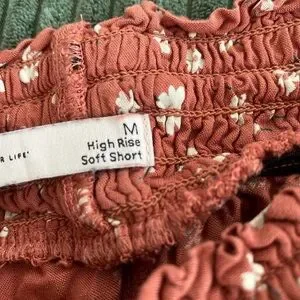 M
High Rise
Soft Short
R LIFE